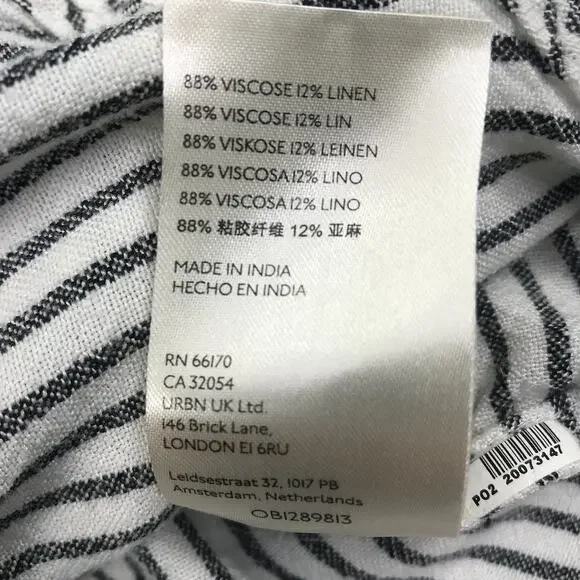 88% VISCOSE 12% LINEN
88% VISCOSE 12% LIN
88% VISKOSE 12% LEINEN
88% VISCOSA 12% LINO
88% VISCOSA 12% LINO
88% 粘胶纤维 12% 亚麻
MADE IN INDIA
HECHO EN INDIA
RN 66170
CA 32054
URBN UK Ltd.
146 Brick Lane,
LONDON E1 6RU
Leidsestraat 32, 1017 PB
Amsterdam, Netherlands
OB1289813
P02 20073147